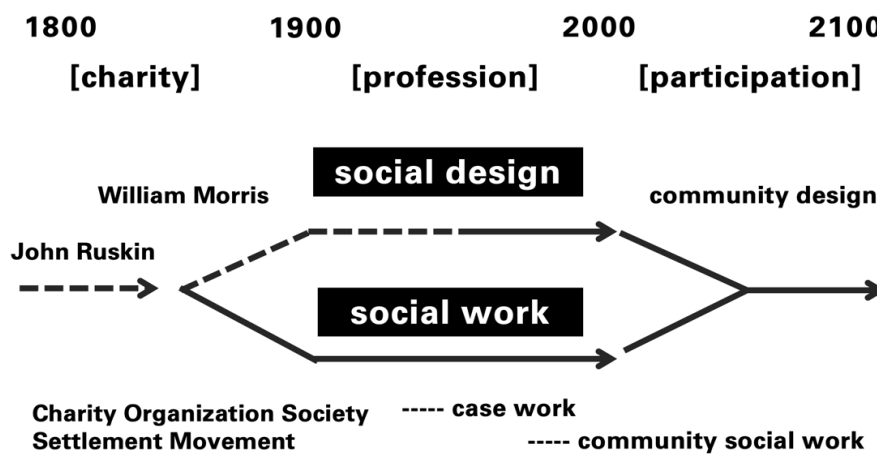 1800 1900 2000 2100
[charity] [profession] [participation]
social design
William Morris
community design
John Ruskin
social work
Charity Organization Society
----- case work
Settlement Movement
----- community social work